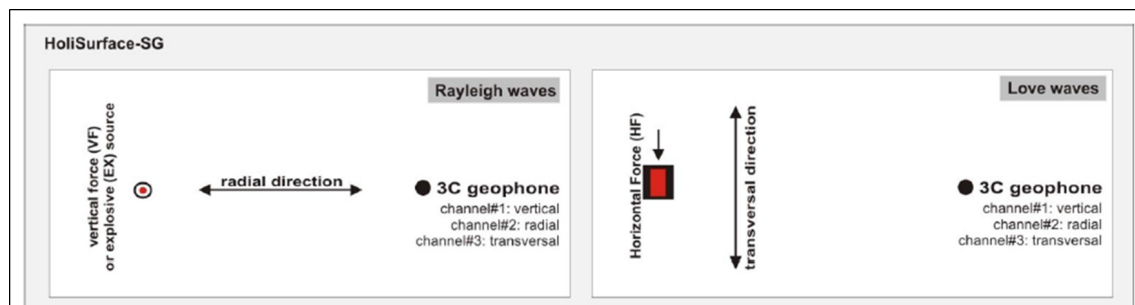 HoliSurface-SG
Rayleigh waves
vertical force (VF)
or explosive (EX) source
radial direction
3C geophone
channel#1: vertical
channel#2: radial
channel#3: transversal
Love waves
Horizontal Force (HF)
transversal direction
3C geophone
channel#1: vertical
channel#2: radial
channel#3: transversal